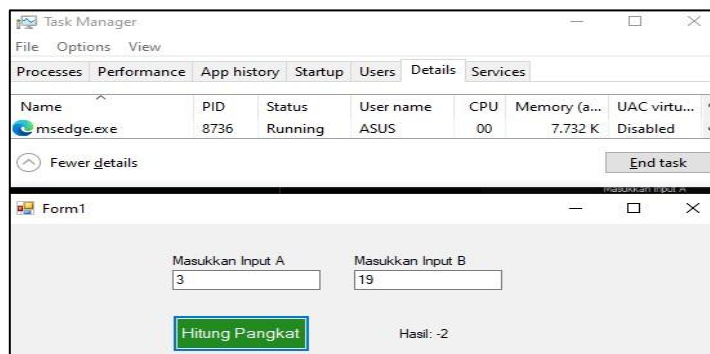 Task Manager
File Options View
Processes Performance App history Startup Users Details Services
Name PID Status User name CPU Memory (a... UAC virtu...
msedge.exe 8736 Running ASUS 00 7.732 K Disabled
Fewer details End task
Masukkan Input A
Form1
Masukkan Input A Masukkan Input B
3 19
Hitung Pangkat Hasil: -2